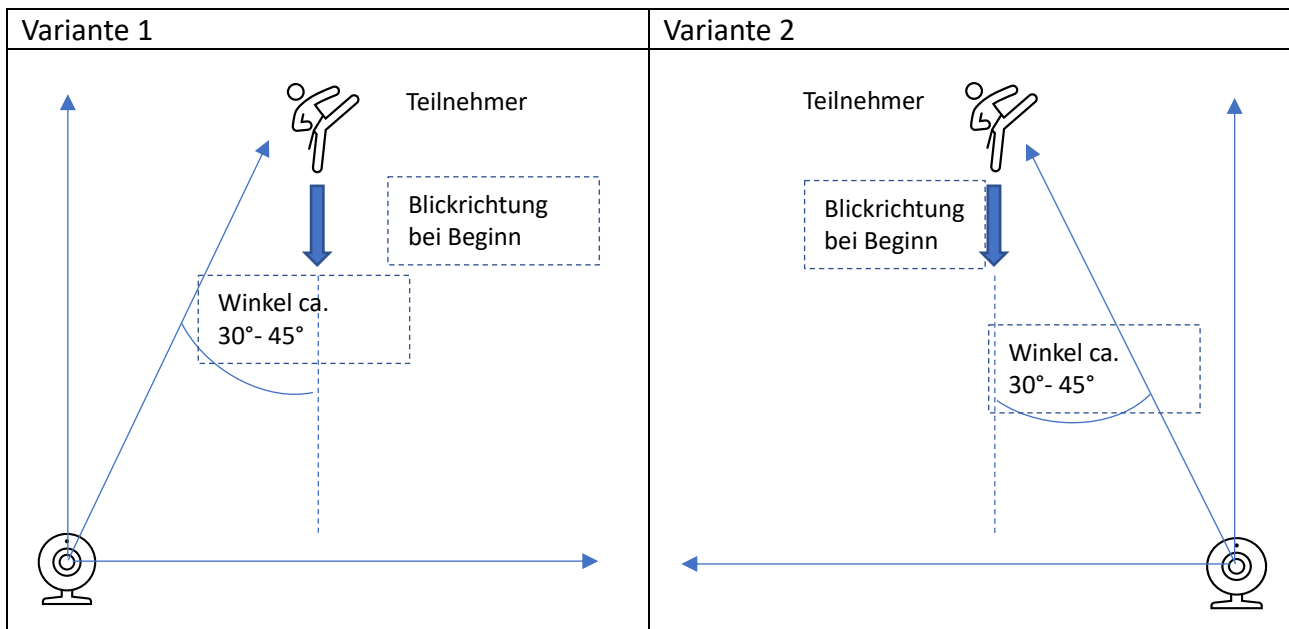 Variante 1
Variante 2
Teilnehmer
Blickrichtung
bei Beginn
Winkel ca.
30°- 45°
Teilnehmer
Blickrichtung
bei Beginn
Winkel ca.
30°- 45°